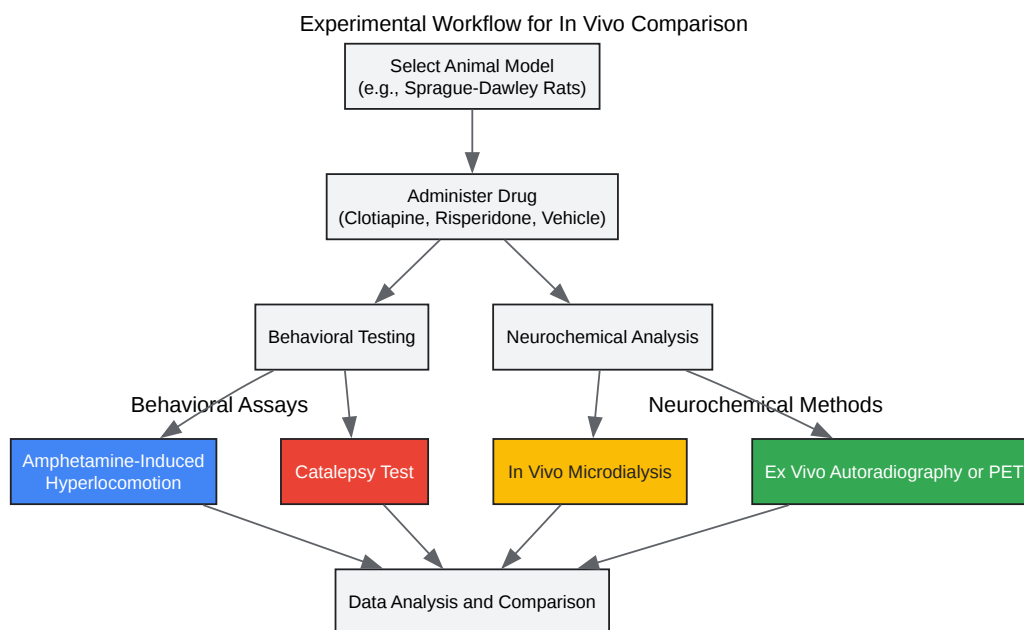 Experimental Workflow for In Vivo Comparison
Select Animal Model
(e.g., Sprague-Dawley Rats)
Administer Drug
(Clotiapine, Risperidone, Vehicle)
Behavioral Testing
Neurochemical Analysis
Behavioral Assays
Neurochemical Methods
Amphetamine-Induced
Hyperlocomotion
Catalepsy Test
In Vivo Microdialysis
Ex Vivo Autoradiography or PET
Data Analysis and Comparison